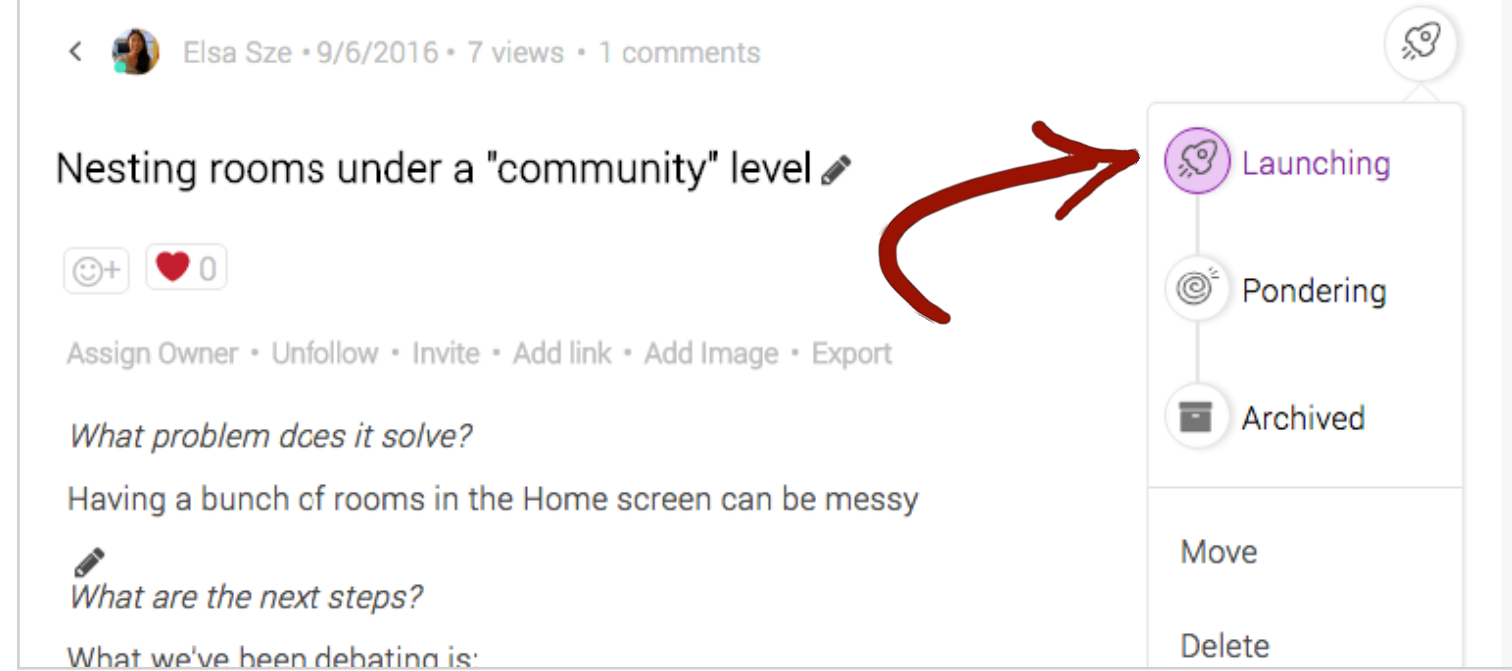 Elsa Sze • 9/6/2016 • 7 views • 1 comments
Nesting rooms under a "community" level
0
Assign Owner • Unfollow • Invite • Add link • Add Image • Export
What problem does it solve?
Having a bunch of rooms in the Home screen can be messy
What are the next steps?
What we've been debating is:
Launching
Pondering
Archived
Move
Delete